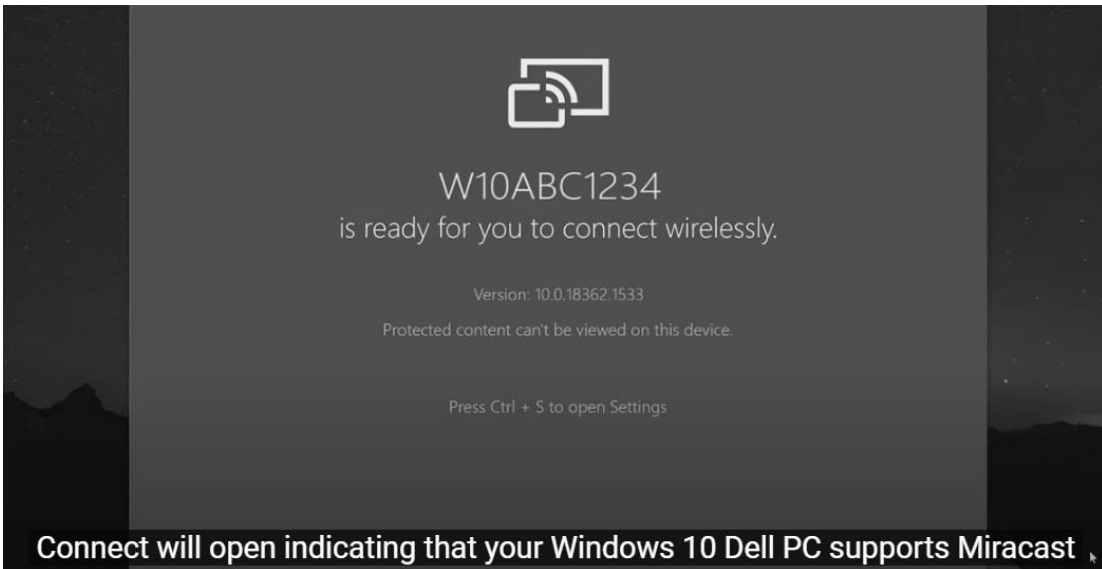 W10ABC1234
is ready for you to connect wirelessly.
Version: 10.0.18362.1533
Protected content can't be viewed on this device.
Press Ctrl + S to open Settings
Connect will open indicating that your Windows 10 Dell PC supports Miracast